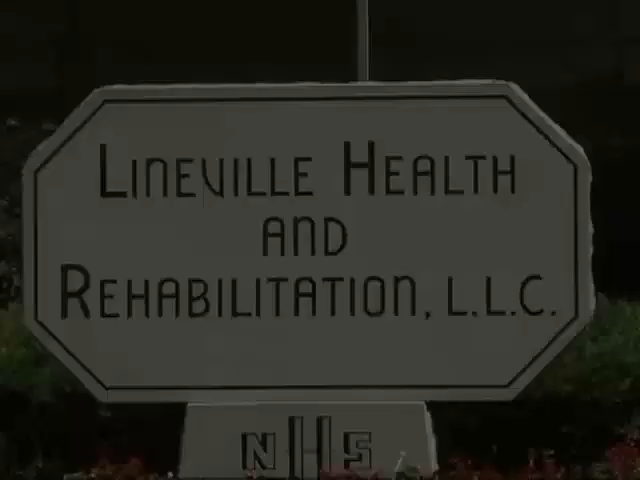 LINEVILLE HEALTH
AND
REHABILITATION, L.L.C.
NHS